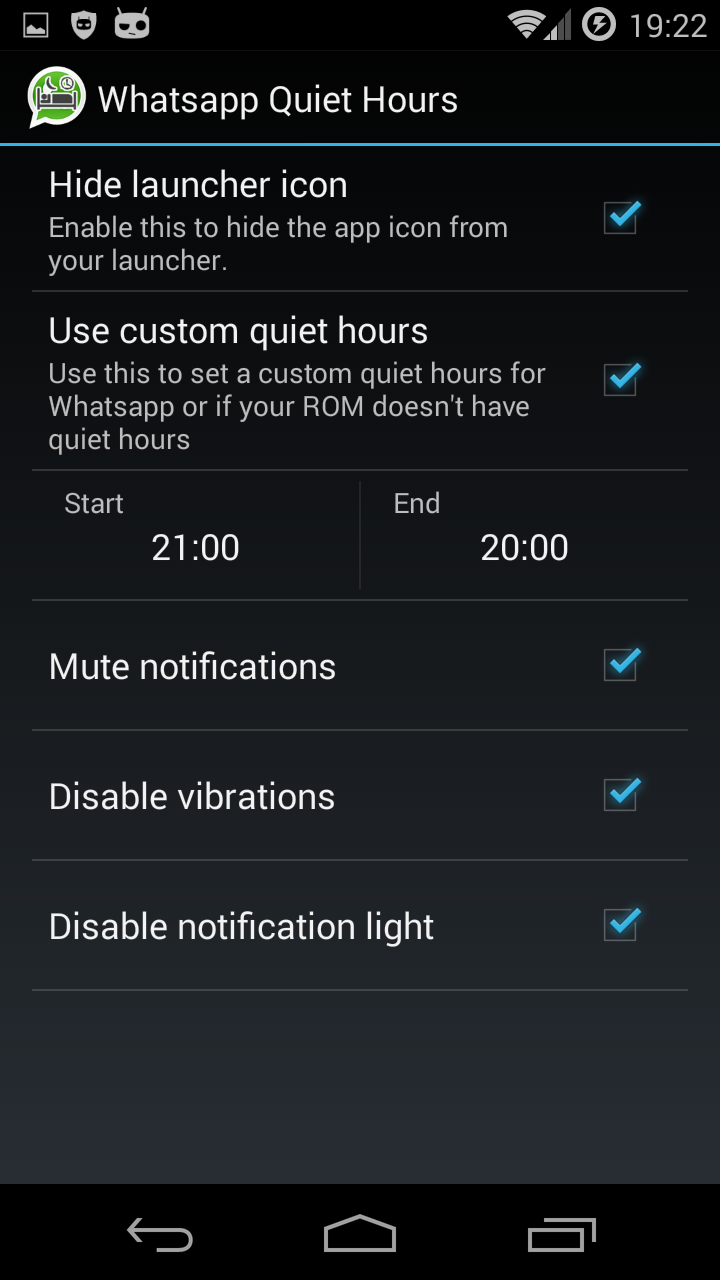 19:22
Whatsapp Quiet Hours
Hide launcher icon
Enable this to hide the app icon from
your launcher.
Use custom quiet hours
Use this to set a custom quiet hours for
Whatsapp or if your ROM doesn't have
quiet hours
Start End
21:00 20:00
Mute notifications
Disable vibrations
Disable notification light